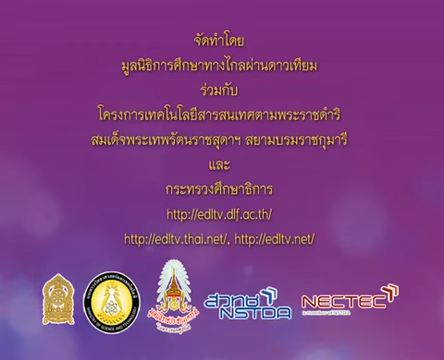 จัดทำโดย
มูลนิธิการศึกษาทางไกลผ่านดาวเทียม
ร่วมกับ
โครงการเทคโนโลยีสารสนเทศตามพระราชดำริ
สมเด็จพระเทพรัตนราชสุดาฯ สยามบรมราชกุมารี
และ
กระทรวงศึกษาธิการ
http://edltv.dlf.ac.th/
http://edltv.thai.net/, http://edltv.net/
สวทช
NSTDA
NECTEC
a member of NSTDA